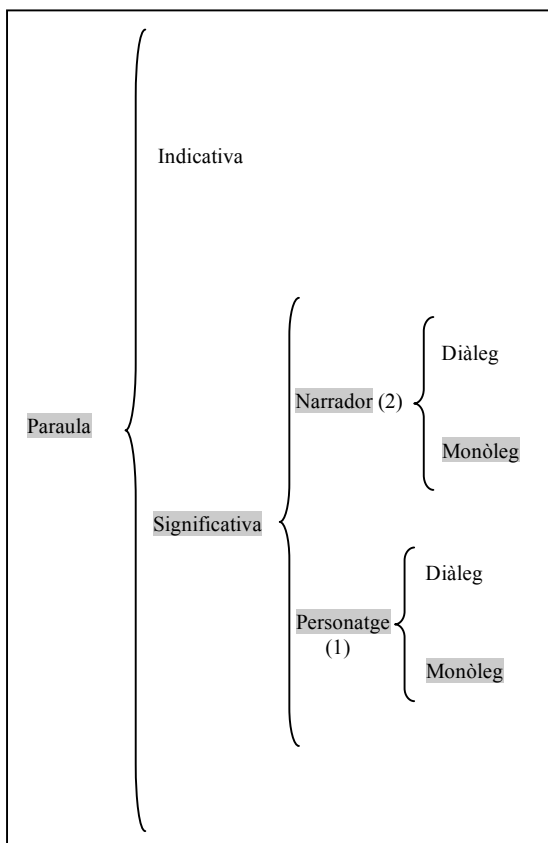 Indicativa
Paraula
Significativa
Narrador (2)
Diàleg
Monòleg
Personatge
(1)
Diàleg
Monòleg